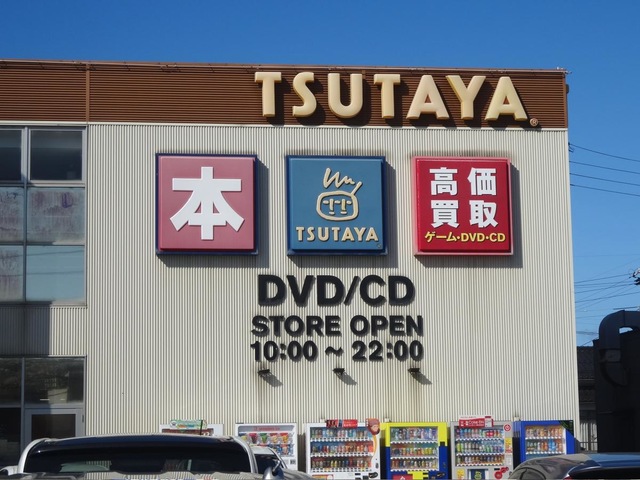 TSUTAYA
本
TSUTAYA
高価
買取
ゲーム・DVD・CD
DVD/CD
STORE OPEN
10:00 ~ 22:00